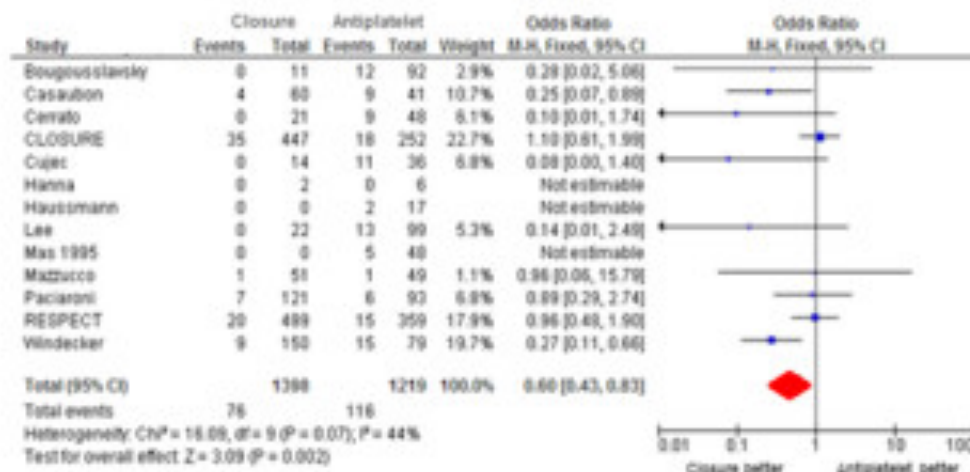 Closure Antiplatelet Odds Ratio Odds Ratio
Study Events Total Events Total Weight M-H, Fixed, 95% CI M-H, Fixed, 95% CI
Bougousslavsky 0 11 12 92 2.9% 0.28 [0.02, 5.06]
Casaubon 4 60 9 41 10.7% 0.25 [0.07, 0.89]
Cerrato 0 21 9 48 6.1% 0.10 [0.01, 1.74]
CLOSURE 35 447 18 252 22.7% 1.10 [0.61, 1.99]
Cujec 0 14 11 36 6.8% 0.08 [0.00, 1.40]
Hanna 0 2 0 6 Not estimable
Haussmann 0 0 2 17 Not estimable
Lee 0 22 13 99 5.3% 0.14 [0.01, 2.49]
Mas 1995 0 0 5 48 Not estimable
Mazzucco 1 51 1 49 1.1% 0.96 [0.06, 15.79]
Paciaroni 7 121 6 93 6.8% 0.89 [0.29, 2.74]
RESPECT 20 499 15 359 17.9% 0.96 [0.48, 1.90]
Windecker 9 150 15 79 19.7% 0.27 [0.11, 0.66]
Total (95% CI) 1398 1219 100.0% 0.60 [0.43, 0.83]
Total events 76 116
Heterogeneity: Chi² = 16.09, df = 9 (P = 0.07); I² = 44%
Test for overall effect: Z = 3.09 (P = 0.002)
0.01 0.1 1 10 100
Closure better Antiplatelet better